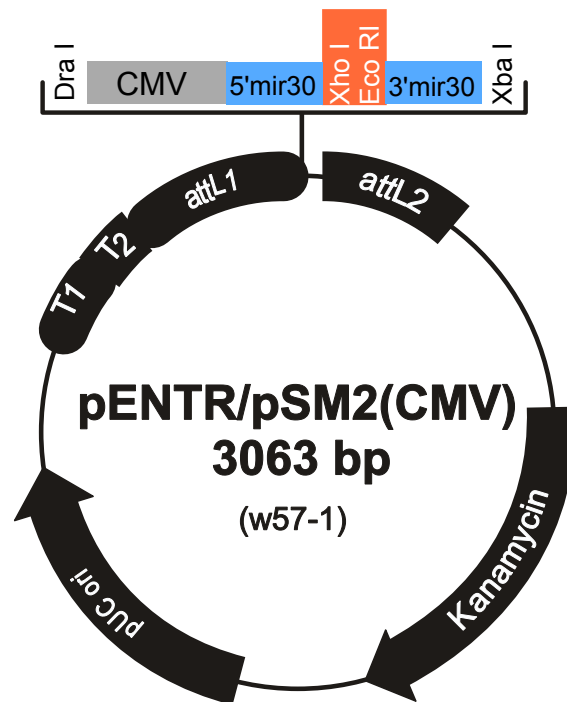 Dra I
CMV
5'mir30
Xho I
Eco RI
3'mir30
Xba I
attL1
attL2
T2
T1
pENTR/pSM2(CMV)
3063 bp
(w57-1)
Kanamycin
pUC ori